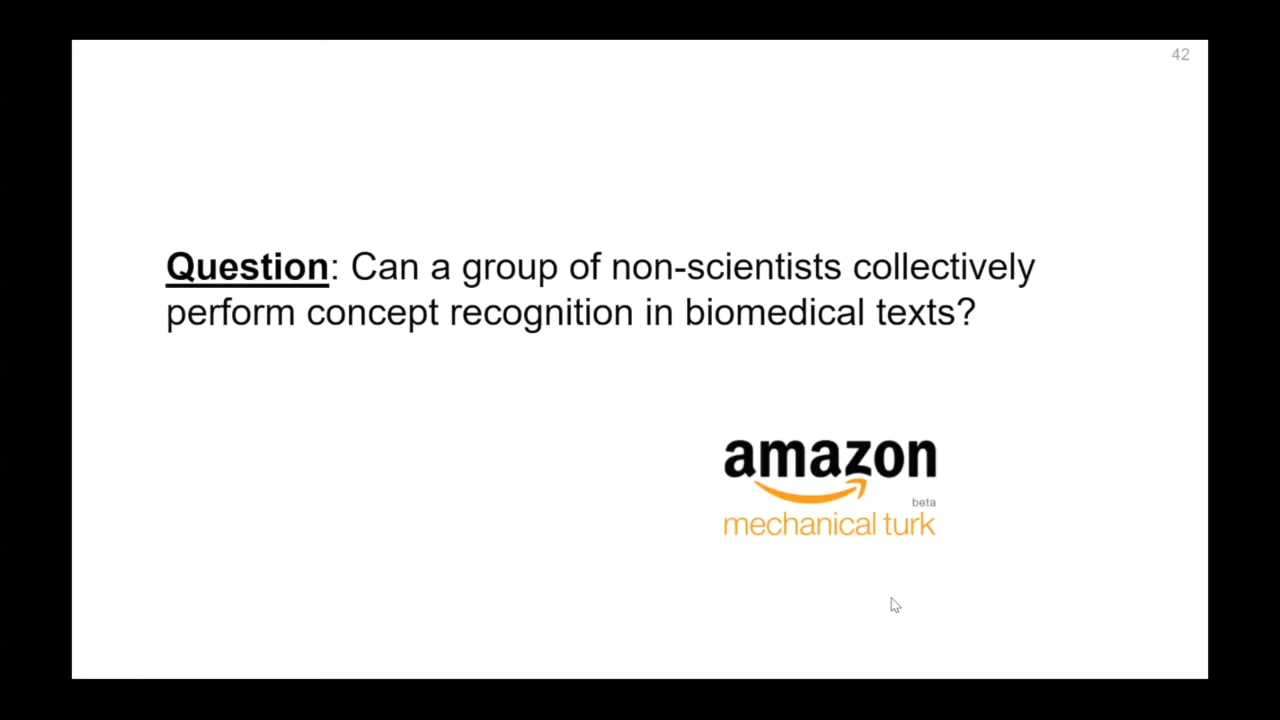 42
Question: Can a group of non-scientists collectively
perform concept recognition in biomedical texts?
amazon
beta
mechanical turk